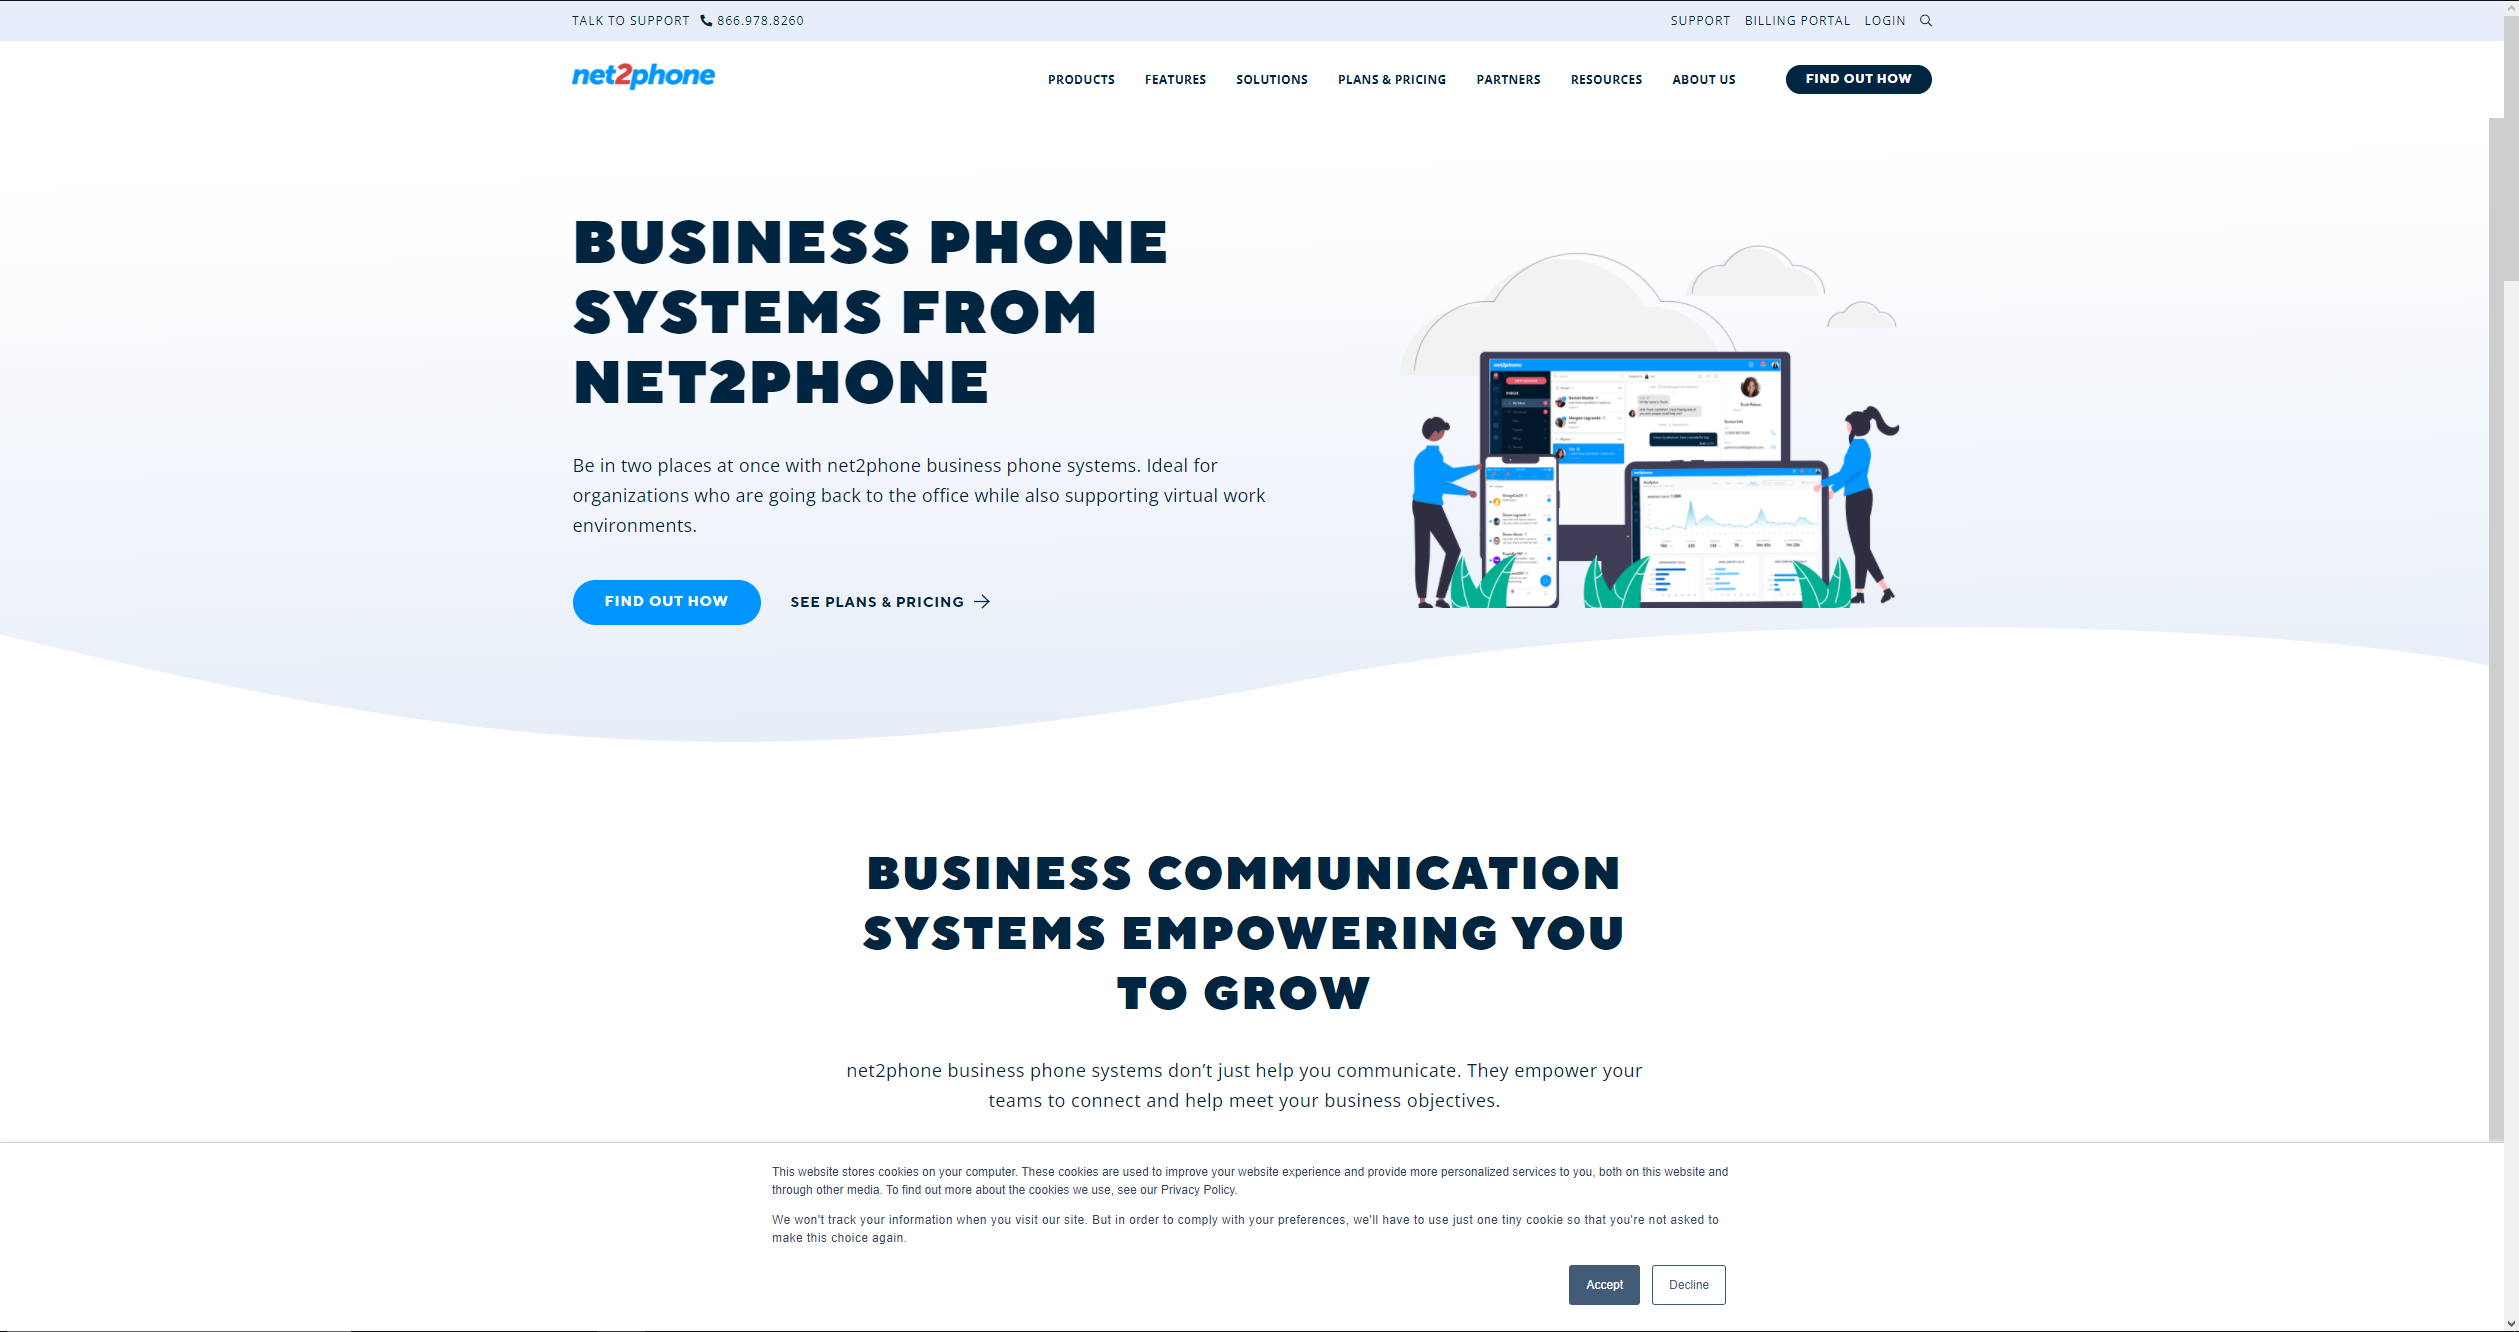 TALK TO SUPPORT 866.978.8260
SUPPORT BILLING PORTAL LOGIN
net2phone
PRODUCTS FEATURES SOLUTIONS PLANS & PRICING PARTNERS RESOURCES ABOUT US FIND OUT HOW
BUSINESS PHONE
SYSTEMS FROM
NET2PHONE
Be in two places at once with net2phone business phone systems. Ideal for
organizations who are going back to the office while also supporting virtual work
environments.
FIND OUT HOW SEE PLANS & PRICING
net2phone
INBOX
BUSINESS COMMUNICATION
SYSTEMS EMPOWERING YOU
TO GROW
net2phone business phone systems don’t just help you communicate. They empower your
teams to connect and help meet your business objectives.
This website stores cookies on your computer. These cookies are used to improve your website experience and provide more personalized services to you, both on this website and
through other media. To find out more about the cookies we use, see our Privacy Policy.
We won't track your information when you visit our site. But in order to comply with your preferences, we'll have to use just one tiny cookie so that you're not asked to
make this choice again.
Accept Decline